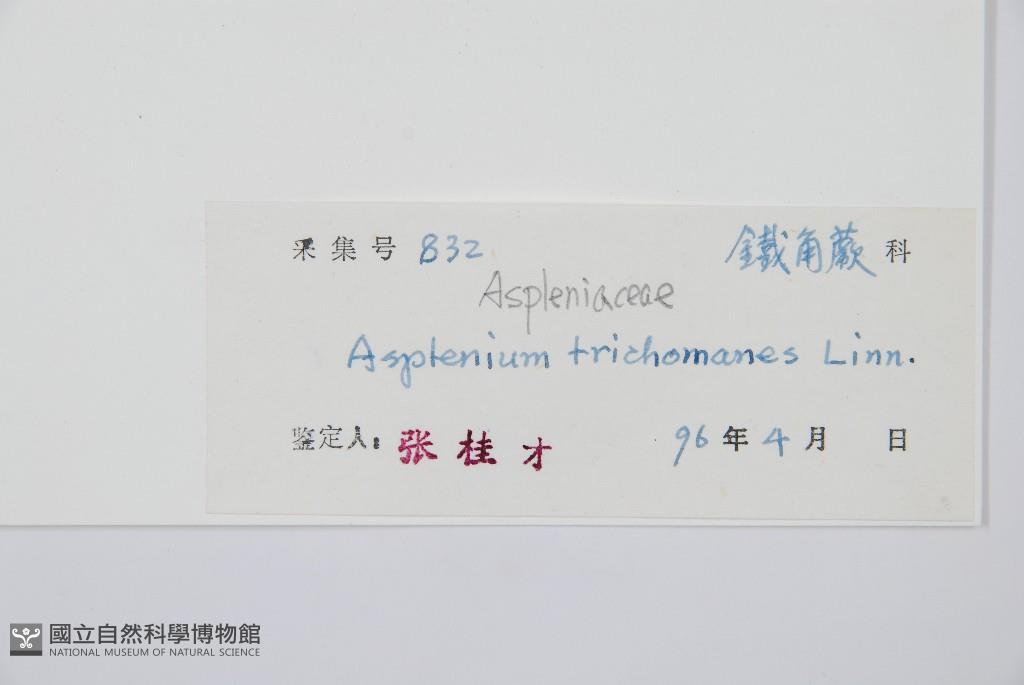 采集号 832 鐵角蕨 科
Aspleniaceae
Asplenium trichomanes Linn.
鉴定人: 张桂才 96 年 4 月 日
國立自然科學博物館
NATIONAL MUSEUM OF NATURAL SCIENCE